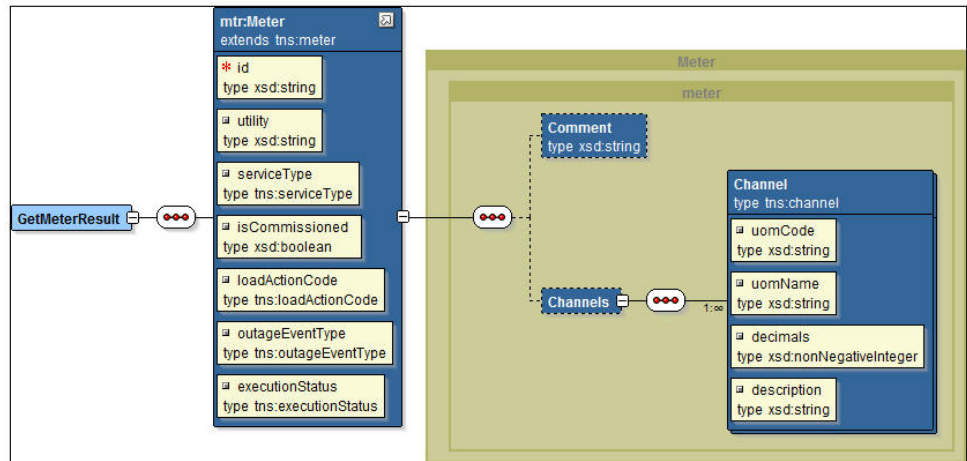 mtr:Meter
extends tns:meter
* id
type xsd:string
utility
type xsd:string
serviceType
type tns:serviceType
isCommissioned
type xsd:boolean
loadActionCode
type tns:loadActionCode
outageEventType
type tns:outageEventType
executionStatus
type tns:executionStatus
GetMeterResult
Meter
meter
Comment
type xsd:string
Channels
1:∞
Channel
type tns:channel
uomCode
type xsd:string
uomName
type xsd:string
decimals
type xsd:nonNegativeInteger
description
type xsd:string